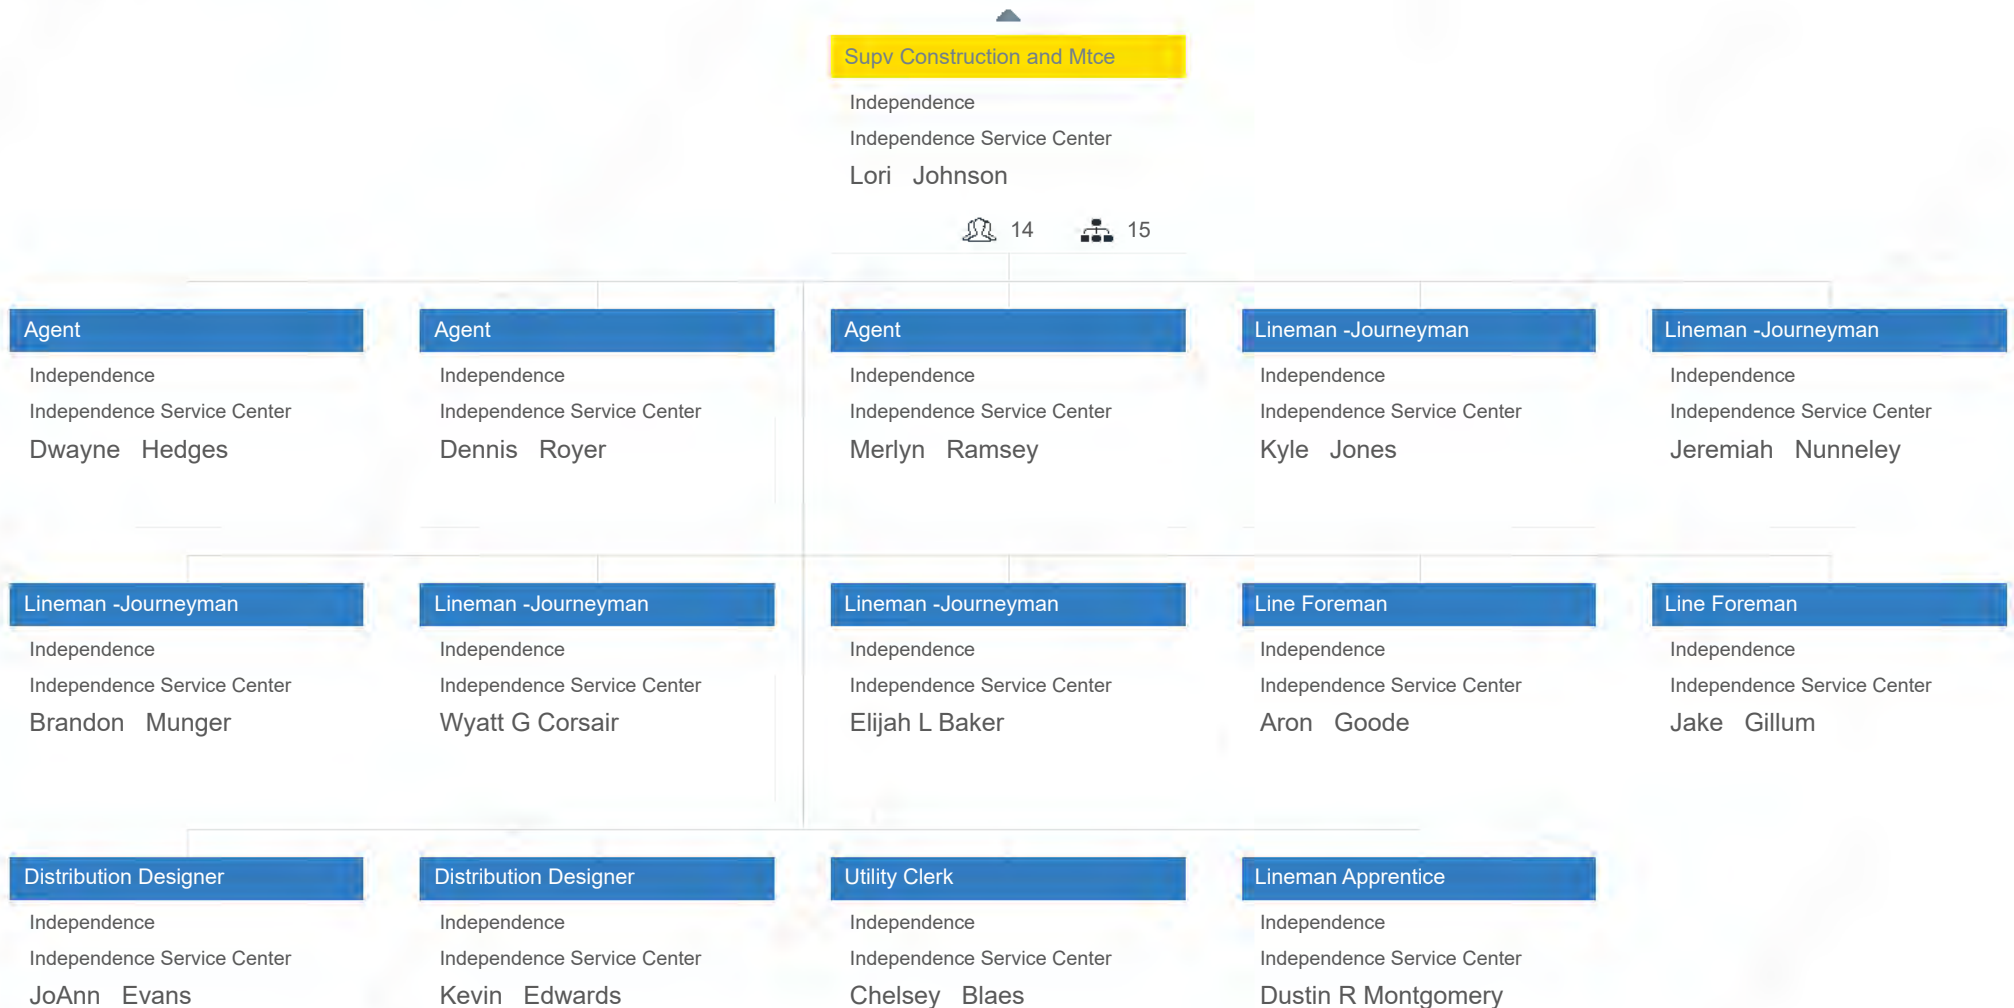 Supv Construction and Mtce
Independence
Independence Service Center
Lori Johnson
14 15
Agent
Independence
Independence Service Center
Dwayne Hedges
Agent
Independence
Independence Service Center
Dennis Royer
Agent
Independence
Independence Service Center
Merlyn Ramsey
Lineman -Journeyman
Independence
Independence Service Center
Kyle Jones
Lineman -Journeyman
Independence
Independence Service Center
Jeremiah Nunneley
Lineman -Journeyman
Independence
Independence Service Center
Brandon Munger
Lineman -Journeyman
Independence
Independence Service Center
Wyatt G Corsair
Lineman -Journeyman
Independence
Independence Service Center
Elijah L Baker
Line Foreman
Independence
Independence Service Center
Aron Goode
Line Foreman
Independence
Independence Service Center
Jake Gillum
Distribution Designer
Independence
Independence Service Center
JoAnn Evans
Distribution Designer
Independence
Independence Service Center
Kevin Edwards
Utility Clerk
Independence
Independence Service Center
Chelsey Blaes
Lineman Apprentice
Independence
Independence Service Center
Dustin R Montgomery